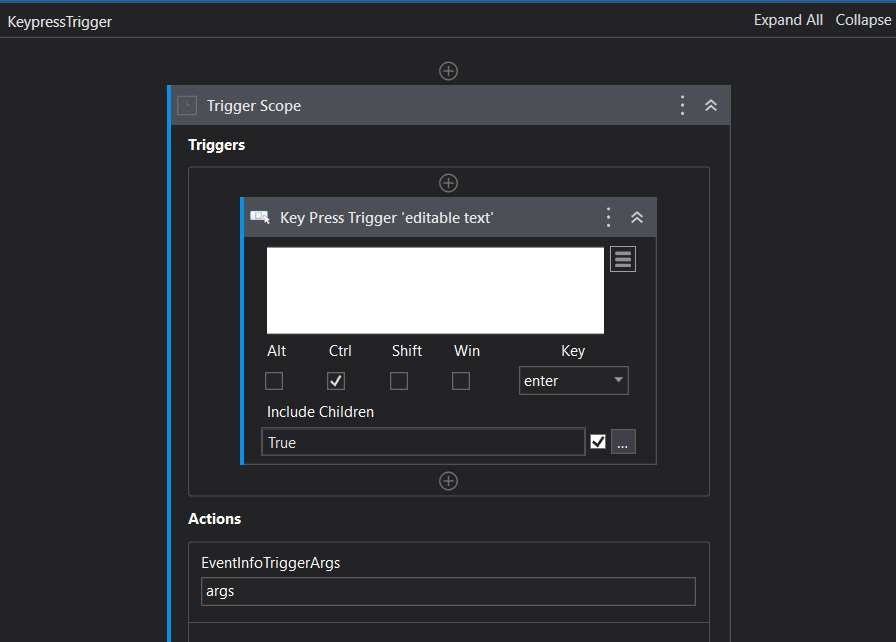 KeypressTrigger
Expand All Collapse
Trigger Scope
Triggers
Key Press Trigger 'editable text'
Alt Ctrl Shift Win Key
enter
Include Children
True ...
Actions
EventInfoTriggerArgs
args